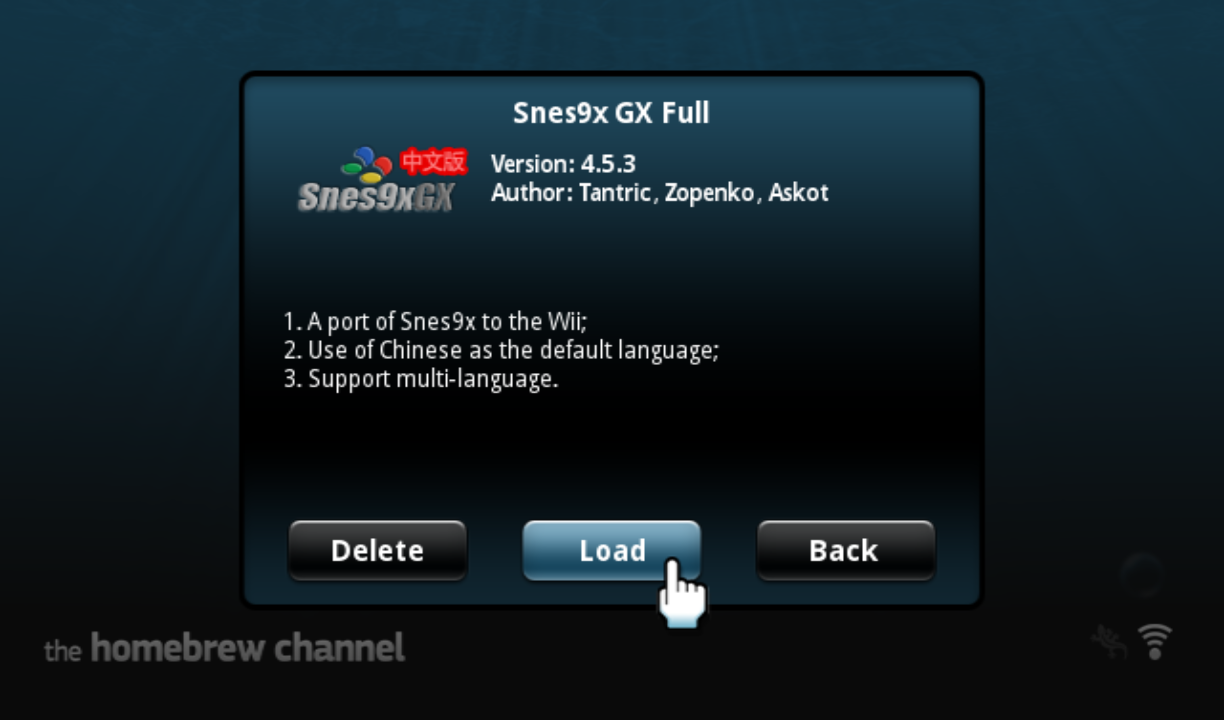 Snes9x GX Full
中文版
Snes9xGX
Version: 4.5.3
Author: Tantric, Zopenko, Askot
1. A port of Snes9x to the Wii;
2. Use of Chinese as the default language;
3. Support multi-language.
Delete
Load
Back
the homebrew channel